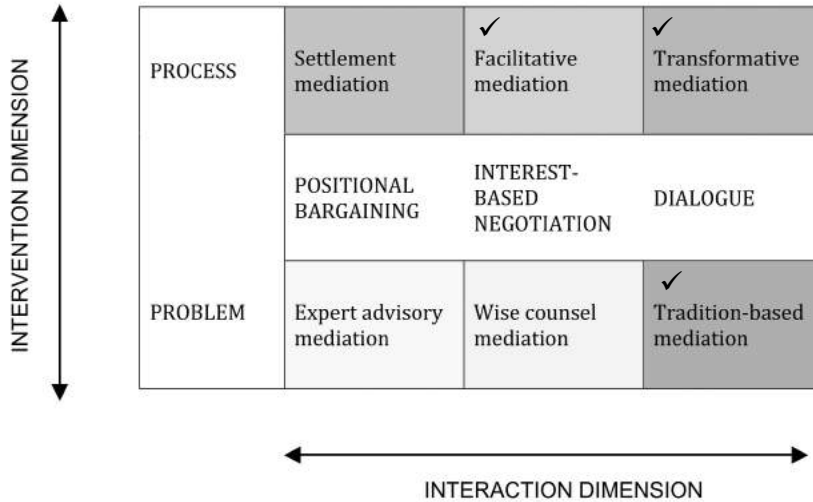 INTERVENTION DIMENSION
PROCESS
✓
Settlement
mediation
✓
Facilitative
mediation
✓
Transformative
mediation
POSITIONAL
BARGAINING
INTEREST-
BASED
NEGOTIATION
DIALOGUE
PROBLEM
Expert advisory
mediation
Wise counsel
mediation
Tradition-based
mediation
INTERACTION DIMENSION